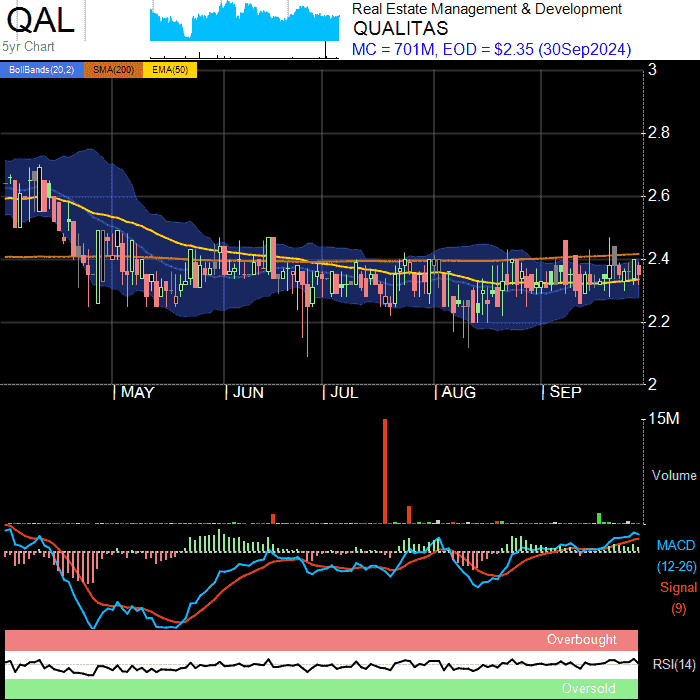 QAL
5yr Chart
Real Estate Management & Development
QUALITAS
MC = 701M, EOD = $2.35 (30Sep2024)
BollBands(20,2) SMA(200) EMA(50)
3
2.8
2.6
2.4
2.2
2
MAY JUN JUL AUG SEP
15M
Volume
MACD
(12-26)
Signal
(9)
Overbought
RSI(14)
Oversold